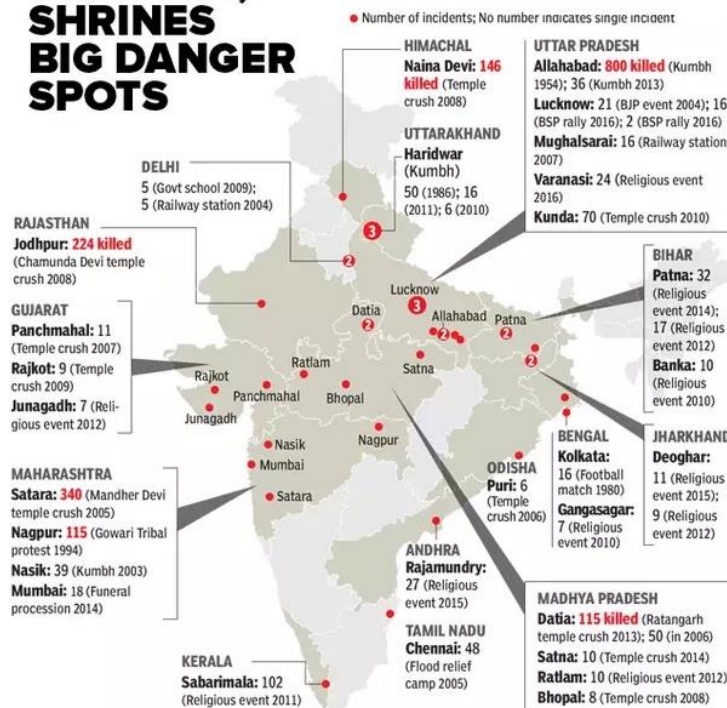 SHRINES
BIG DANGER
SPOTS
Number of incidents; No number indicates single incident
HIMACHAL
Naina Devi: 146
killed (Temple
crush 2008)
UTTARAKHAND
Haridwar
(Kumbh)
50 (1986); 16
(2011); 6 (2010)
UTTAR PRADESH
Allahabad: 800 killed (Kumbh
1954); 36 (Kumbh 2013)
Lucknow: 21 (BJP event 2004); 16
(BSP rally 2016); 2 (BSP rally 2016)
Mughalsarai: 16 (Railway station
2007)
Varanasi: 24 (Religious event
2016)
Kunda: 70 (Temple crush 2010)
DELHI
5 (Govt school 2009);
5 (Railway station 2004)
RAJASTHAN
Jodhpur: 224 killed
(Chamunda Devi temple
crush 2008)
GUJARAT
Panchmahal: 11
(Temple crush 2007)
Rajkot: 9 (Temple
crush 2009)
Junagadh: 7 (Reli-
gious event 2012)
MAHARASHTRA
Satara: 340 (Mandher Devi
temple crush 2005)
Nagpur: 115 (Gowari Tribal
protest 1994)
Nasik: 39 (Kumbh 2003)
Mumbai: 18 (Funeral
procession 2014)
3
2
Lucknow
3
Datia
2
Allahabad
2
Patna
2
2
Satna
Ratlam
Rajkot
Panchmahal
Bhopal
Junagadh
Nagpur
Nasik
Mumbai
Satara
BIHAR
Patna: 32
(Religious
event 2014);
17 (Religious
event 2012)
Banka: 10
(Religious
event 2010)
BENGAL
Kolkata:
16 (Football
match 1980)
Gangasagar:
7 (Religious
event 2010)
JHARKHAND
Deoghar:
11 (Religious
event 2015);
9 (Religious
event 2012)
ODISHA
Puri: 6
(Temple
crush 2006)
ANDHRA
Rajamundry:
27 (Religious
event 2015)
TAMIL NADU
Chennai: 48
(Flood relief
camp 2005)
KERALA
Sabarimala: 102
(Religious event 2011)
MADHYA PRADESH
Datia: 115 killed (Ratangarh
temple crush 2013); 50 (in 2006)
Satna: 10 (Temple crush 2014)
Ratlam: 10 (Religious event 2012)
Bhopal: 8 (Temple crush 2008)